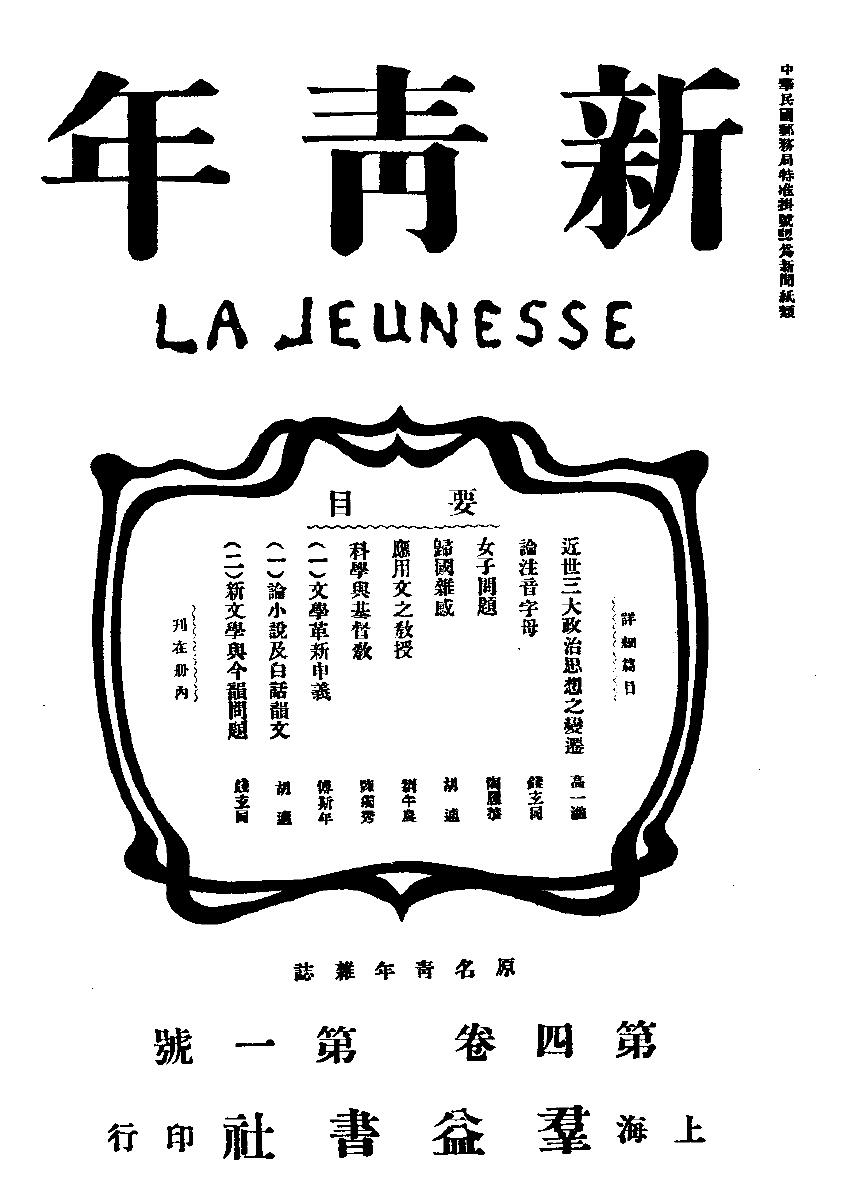 中華民國郵務局特准掛號認爲新聞紙類
新靑年
LA JEUNESSE
要目
詳細篇目
近世三大政治思想之變遷 高一涵
論注音字母 錢玄同
女子問題 陶履恭
歸國雜感 胡適
應用文之敎授 劉半農
科學與基督敎 陳獨秀
(一)文學革新申義 傅斯年
(一)論小說及白話韻文 胡適
(二)新文學與今韻問題 錢玄同
刊在册內
原名靑年雜誌
第四卷 第一號
上海羣益書社印行